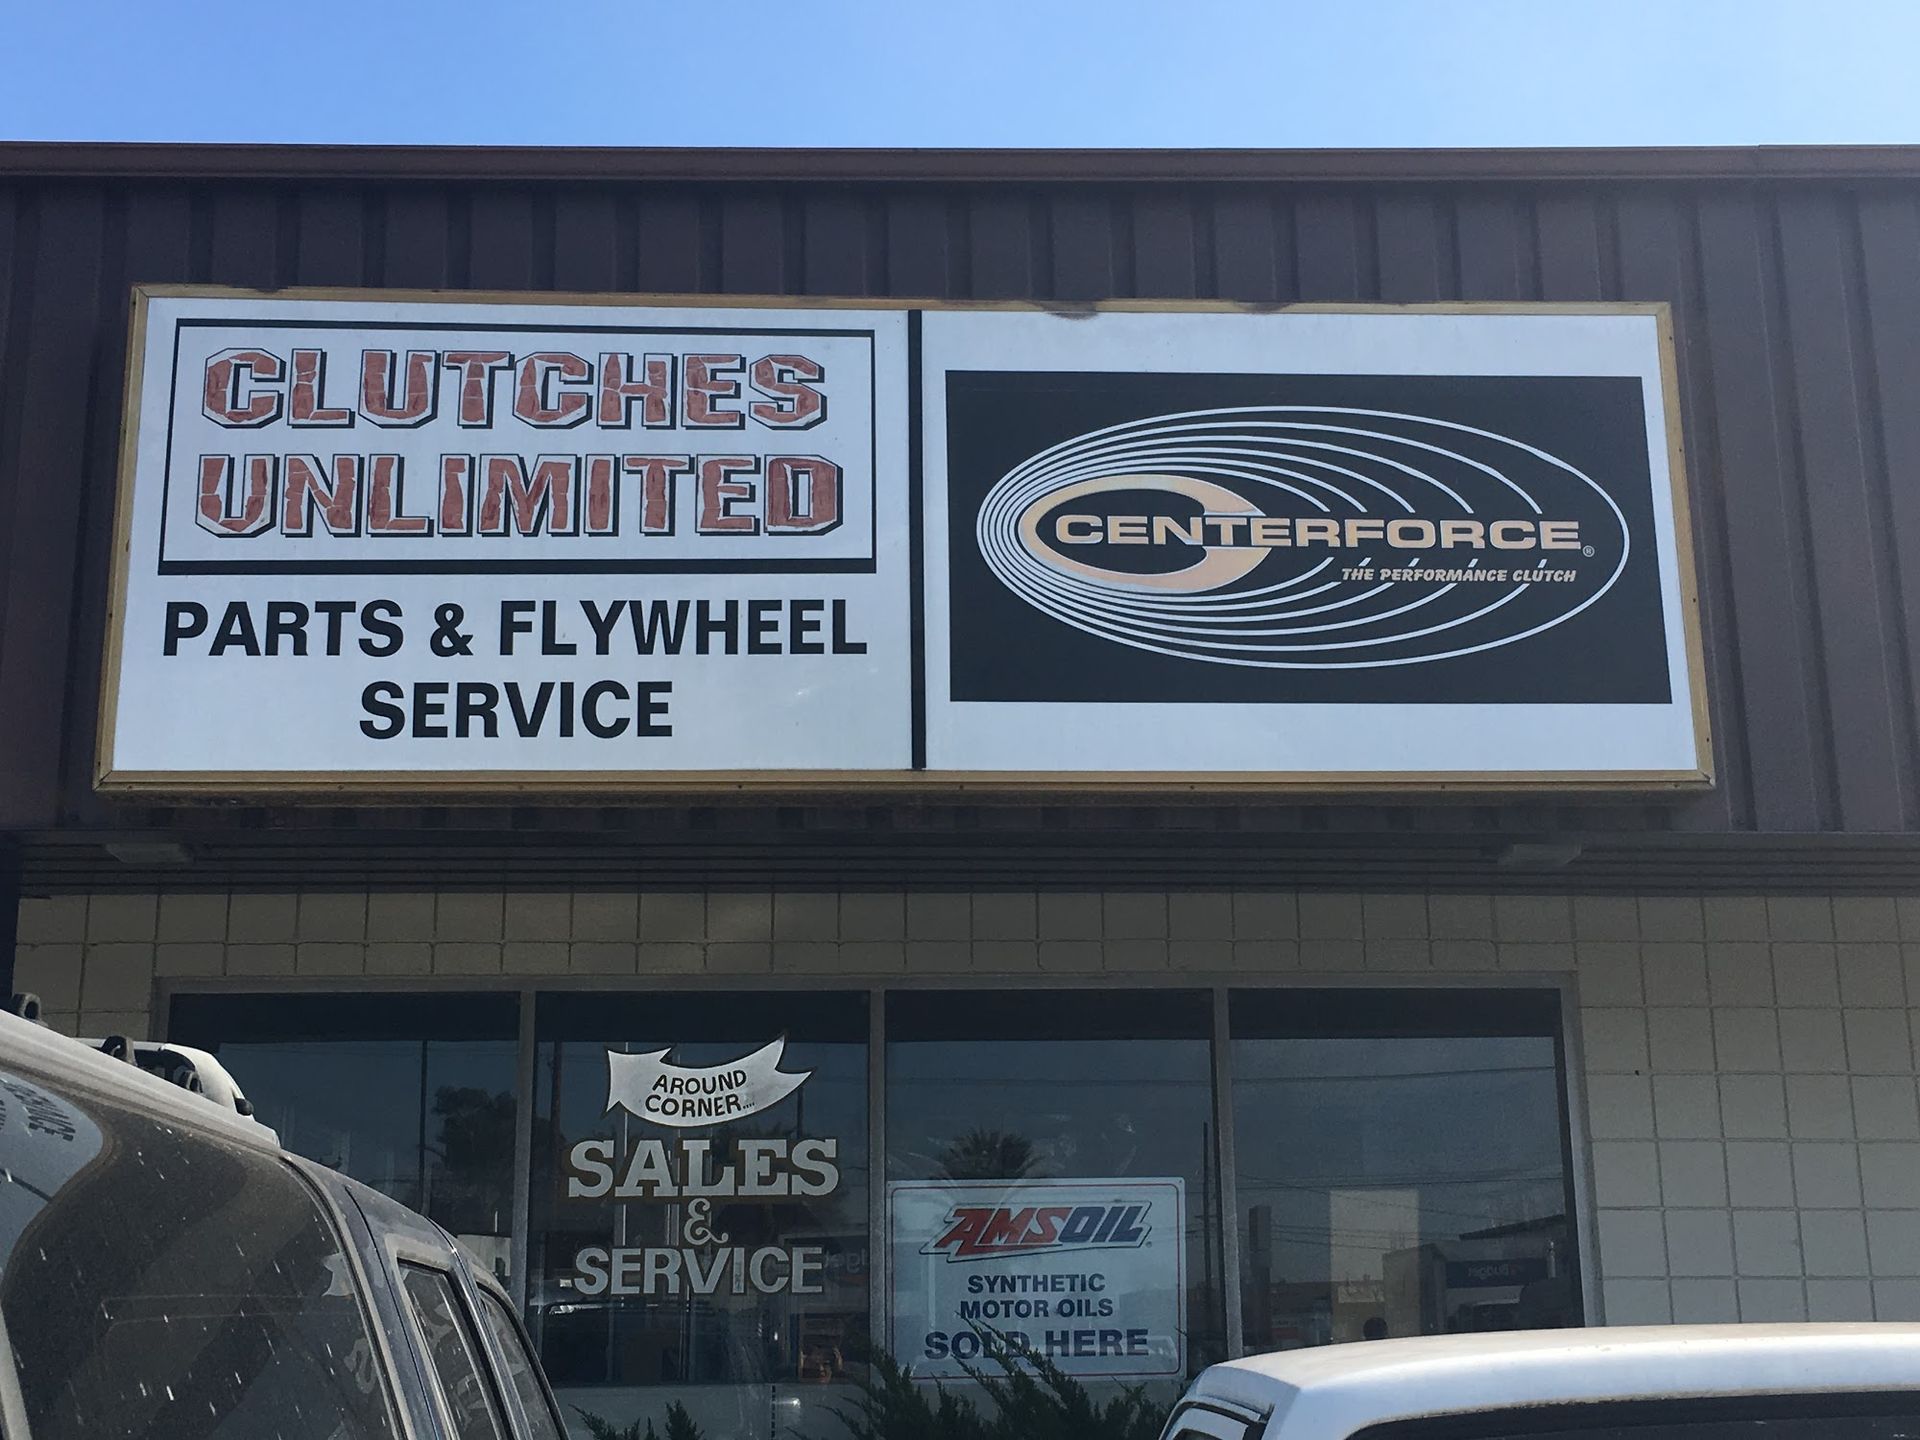 CLUTCHES
UNLIMITED
PARTS & FLYWHEEL
SERVICE
CENTERFORCE®
THE PERFORMANCE CLUTCH
AROUND
CORNER....
SALES
&
SERVICE
AMSOIL
SYNTHETIC
MOTOR OILS
SOLD HERE
Budget